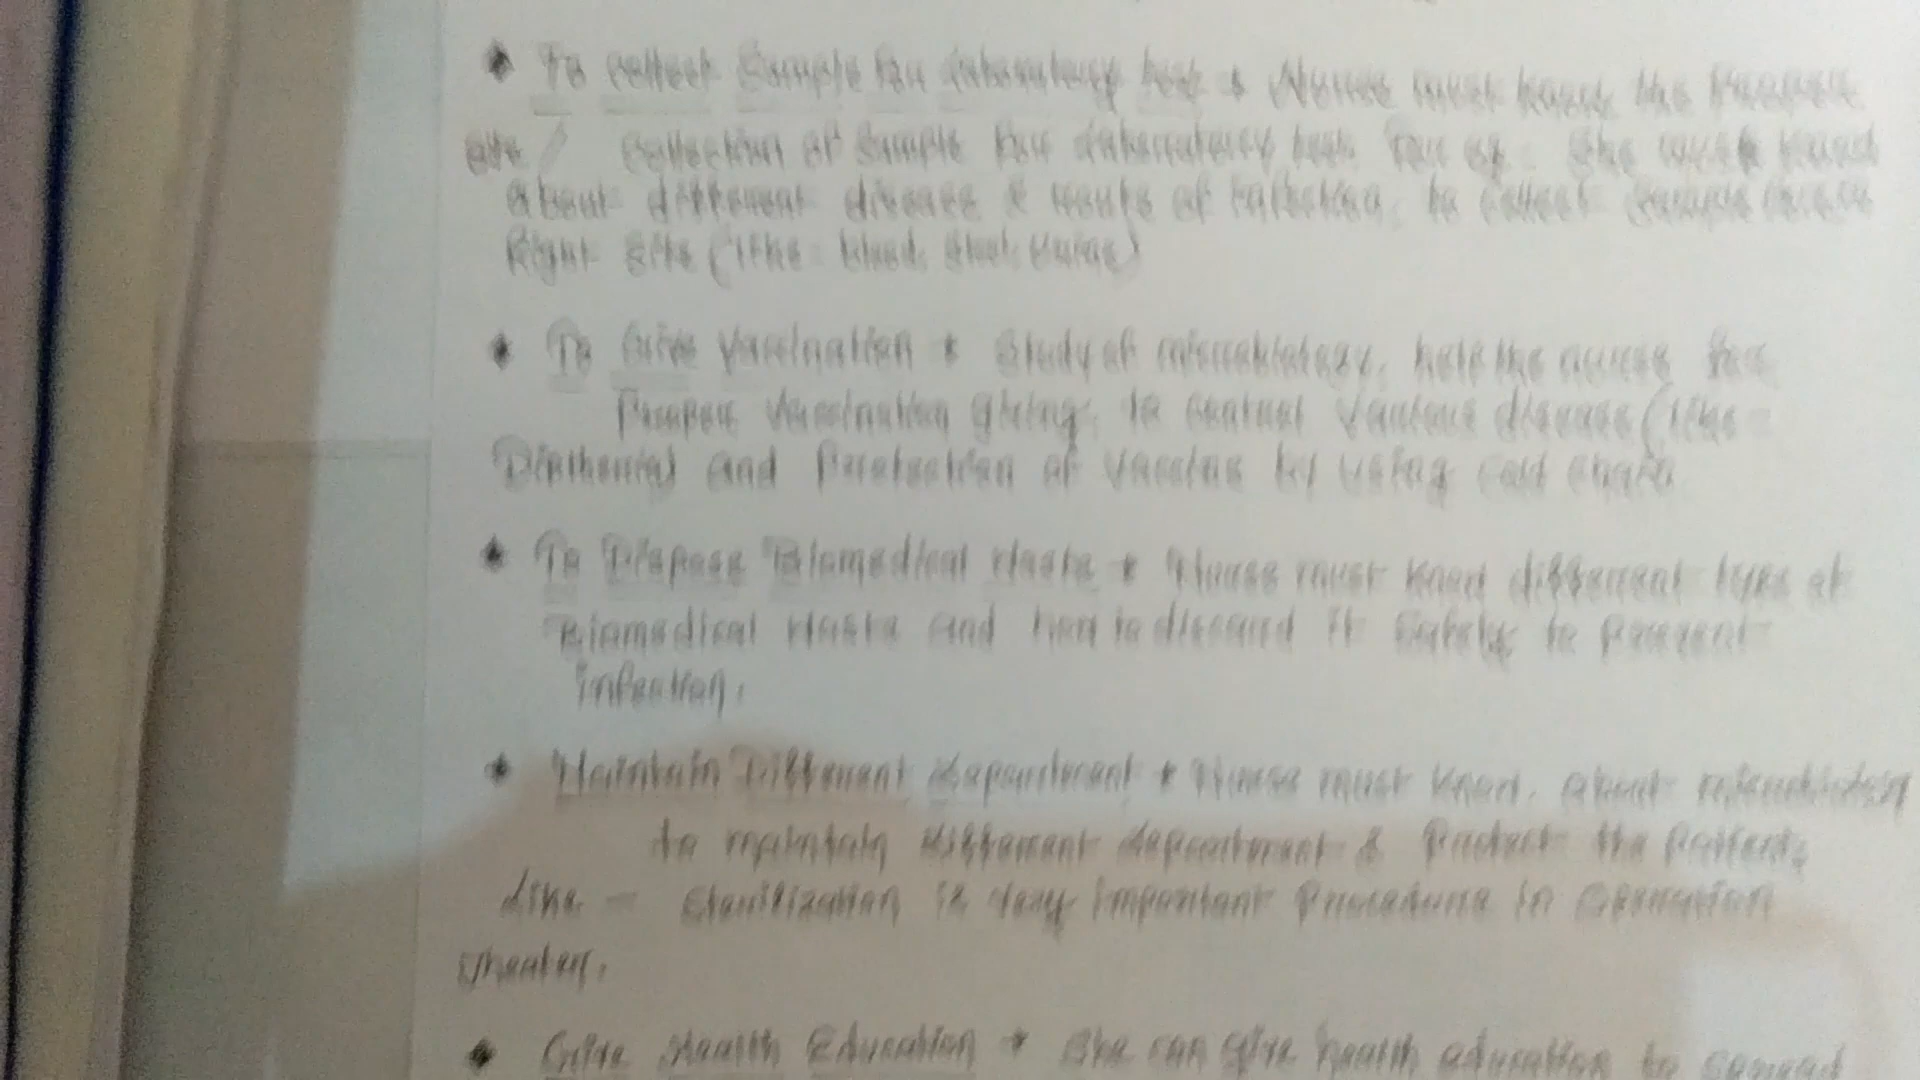 To collect Sample for Laboratory test Nurse must know the Proper
Collection of Sample for Laboratory test She must know
About different disease & route of infection, to collect Sample
Right Site (like blood, stool, urine)
To Give Vaccination Study of microbiology, help the nurse for
Proper Vaccination giving, to control various disease (like -
Diptheria) and Protection of vaccine by using cold chain
To Dispose Biomedical Waste Nurse must know different type of
Biomedical Waste and how to discard it safely to prevent
infection.
Maintain Different Department Nurse must know, about microbiology
to maintain different department & Protect the Patient,
Like - Sterilization is very important Procedure in Operation
theater,
Give Health Education She can give health education to